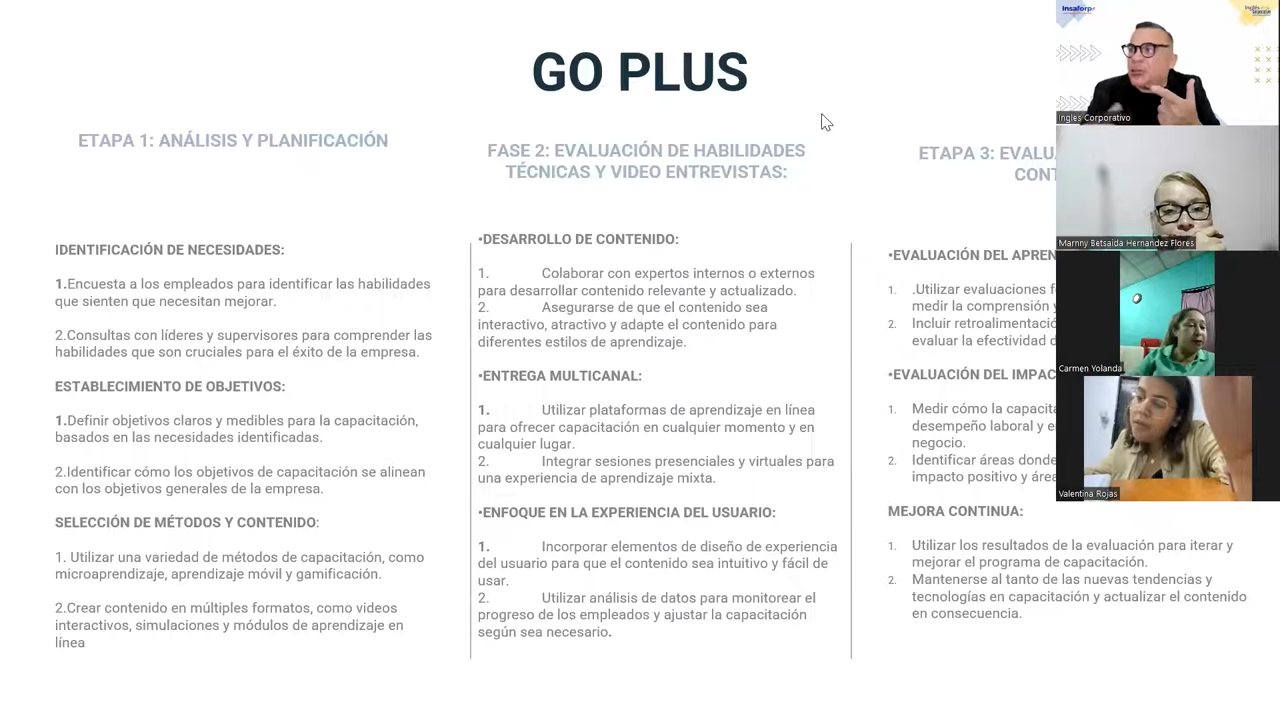 GO PLUS
ETAPA 1: ANÁLISIS Y PLANIFICACIÓN
IDENTIFICACIÓN DE NECESIDADES:
1.Encuesta a los empleados para identificar las habilidades
que sienten que necesitan mejorar.
2.Consultas con líderes y supervisores para comprender las
habilidades que son cruciales para el éxito de la empresa.
ESTABLECIMIENTO DE OBJETIVOS:
1.Definir objetivos claros y medibles para la capacitación,
basados en las necesidades identificadas.
2.Identificar cómo los objetivos de capacitación se alinean
con los objetivos generales de la empresa.
SELECCIÓN DE MÉTODOS Y CONTENIDO:
1. Utilizar una variedad de métodos de capacitación, como
microaprendizaje, aprendizaje móvil y gamificación.
2.Crear contenido en múltiples formatos, como videos
interactivos, simulaciones y módulos de aprendizaje en
línea
FASE 2: EVALUACIÓN DE HABILIDADES
TÉCNICAS Y VIDEO ENTREVISTAS:
•DESARROLLO DE CONTENIDO:
1. Colaborar con expertos internos o externos
para desarrollar contenido relevante y actualizado.
2. Asegurarse de que el contenido sea
interactivo, atractivo y adapte el contenido para
diferentes estilos de aprendizaje.
•ENTREGA MULTICANAL:
1. Utilizar plataformas de aprendizaje en línea
para ofrecer capacitación en cualquier momento y en
cualquier lugar.
2. Integrar sesiones presenciales y virtuales para
una experiencia de aprendizaje mixta.
•ENFOQUE EN LA EXPERIENCIA DEL USUARIO:
1. Incorporar elementos de diseño de experiencia
del usuario para que el contenido sea intuitivo y fácil de
usar.
2. Utilizar análisis de datos para monitorear el
progreso de los empleados y ajustar la capacitación
según sea necesario.
ETAPA 3: EVALU
CONT
•EVALUACIÓN DEL APREN
1. .Utilizar evaluaciones f
medir la comprensión y
2. Incluir retroalimentació
evaluar la efectividad d
•EVALUACIÓN DEL IMPAC
1. Medir cómo la capacita
desempeño laboral y e
negocio.
2. Identificar áreas donde
impacto positivo y área
MEJORA CONTINUA:
1. Utilizar los resultados de la evaluación para iterar y
mejorar el programa de capacitación.
2. Mantenerse al tanto de las nuevas tendencias y
tecnologías en capacitación y actualizar el contenido
en consecuencia.
insaforp
Ingles Corporativo
Marnny Betsaida Hernandez Flores
Carmen Yolanda
Valentina Rojas